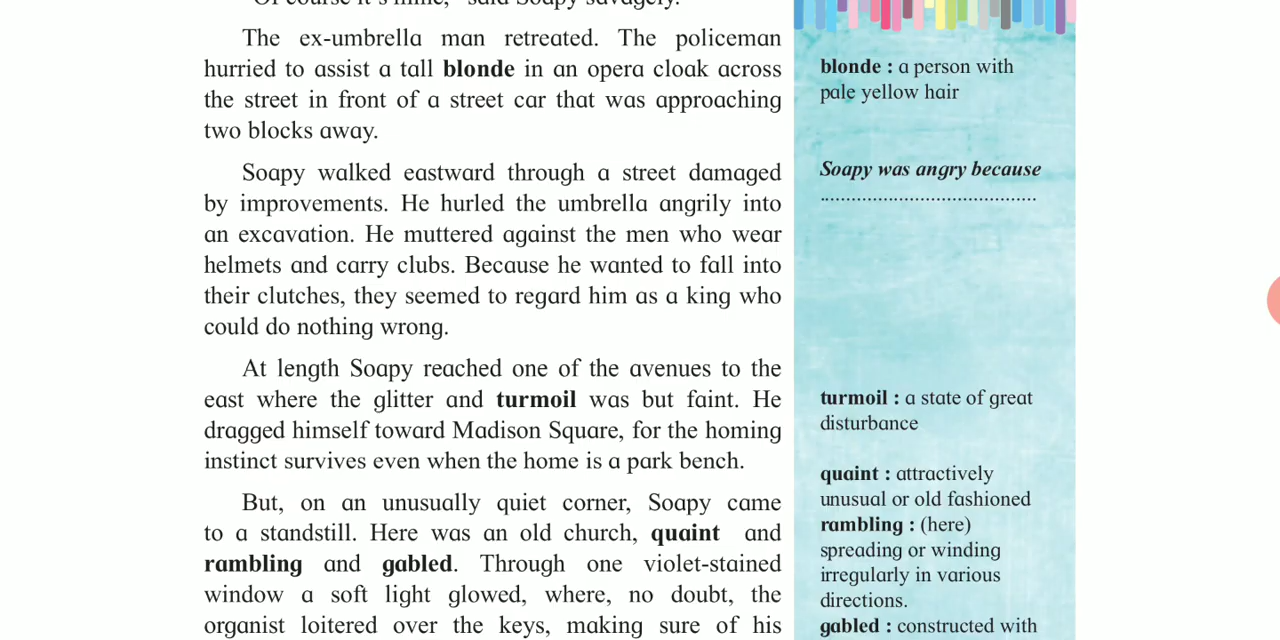 "Of course it's mine," said Soapy savagely.
The ex-umbrella man retreated. The policeman
hurried to assist a tall blonde in an opera cloak across
the street in front of a street car that was approaching
two blocks away.
Soapy walked eastward through a street damaged
by improvements. He hurled the umbrella angrily into
an excavation. He muttered against the men who wear
helmets and carry clubs. Because he wanted to fall into
their clutches, they seemed to regard him as a king who
could do nothing wrong.
At length Soapy reached one of the avenues to the
east where the glitter and turmoil was but faint. He
dragged himself toward Madison Square, for the homing
instinct survives even when the home is a park bench.
But, on an unusually quiet corner, Soapy came
to a standstill. Here was an old church, quaint and
rambling and gabled. Through one violet-stained
window a soft light glowed, where, no doubt, the
organist loitered over the keys, making sure of his
blonde : a person with
pale yellow hair
Soapy was angry because
........................................
turmoil : a state of great
disturbance
quaint : attractively
unusual or old fashioned
rambling : (here)
spreading or winding
irregularly in various
directions.
gabled : constructed with